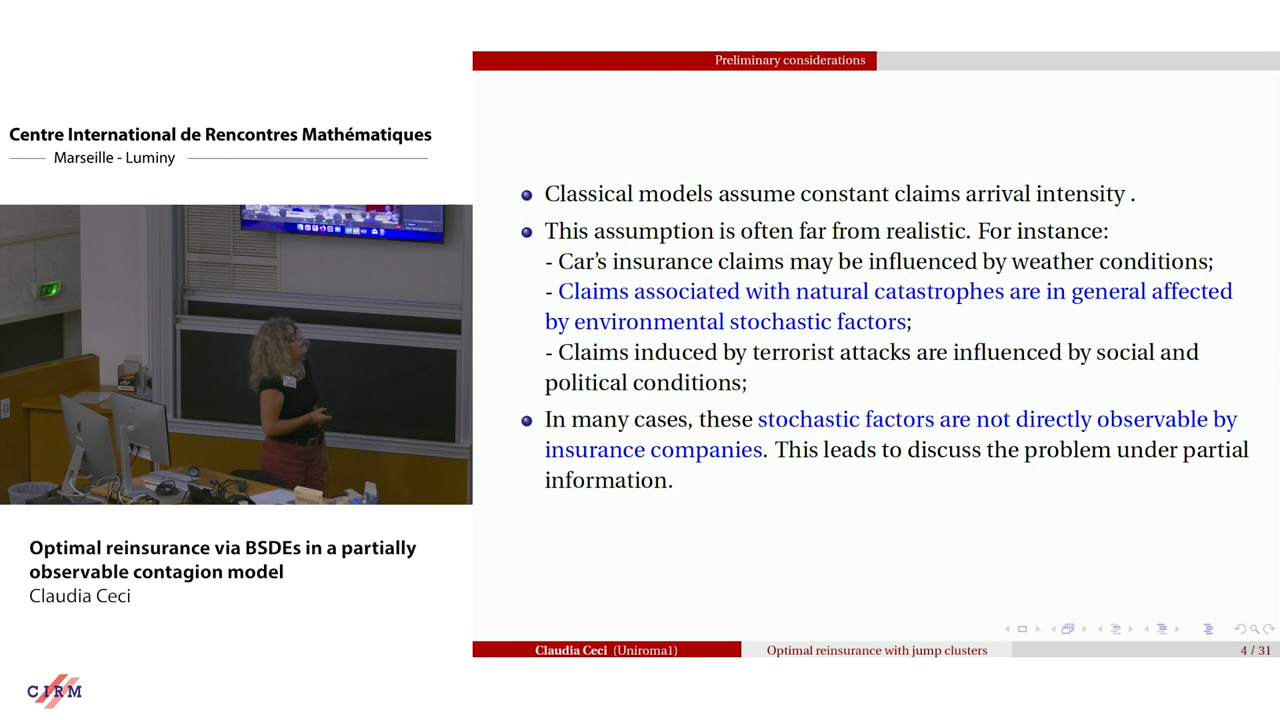 Centre International de Rencontres Mathématiques
Marseille - Luminy
Optimal reinsurance via BSDEs in a partially
observable contagion model
Claudia Ceci
CIRM
Preliminary considerations
Classical models assume constant claims arrival intensity .
This assumption is often far from realistic. For instance:
- Car's insurance claims may be influenced by weather conditions;
- Claims associated with natural catastrophes are in general affected
by environmental stochastic factors;
- Claims induced by terrorist attacks are influenced by social and
political conditions;
In many cases, these stochastic factors are not directly observable by
insurance companies. This leads to discuss the problem under partial
information.
Claudia Ceci (Uniroma1)
Optimal reinsurance with jump clusters
4 / 31